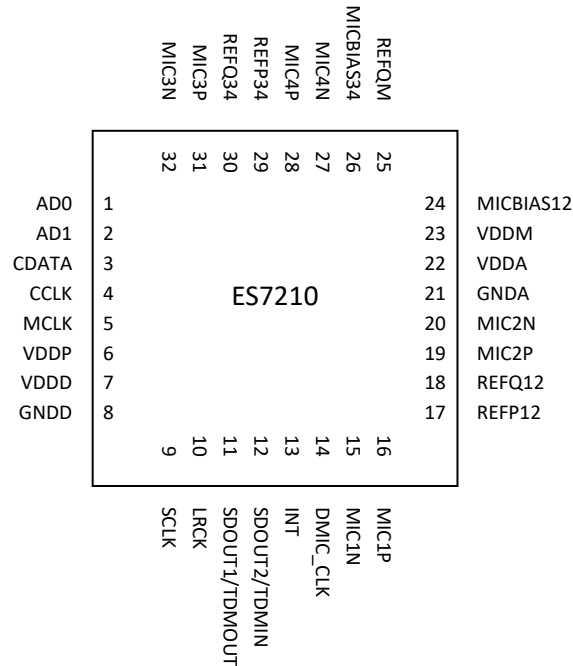 MIC3N MIC3P REFQ34 REFP34 MIC4P MIC4N MICBIAS34 REFQM
32 31 30 29 28 27 26 25
AD0 1 24 MICBIAS12
AD1 2 23 VDDM
CDATA 3 22 VDDA
CCLK 4 ES7210 21 GNDA
MCLK 5 20 MIC2N
VDDP 6 19 MIC2P
VDDD 7 18 REFQ12
GNDD 8 17 REFP12
9 10 11 12 13 14 15 16
SCLK LRCK SDOUT1/TDMOUT SDOUT2/TDMIN INT DMIC_CLK MIC1N MIC1P